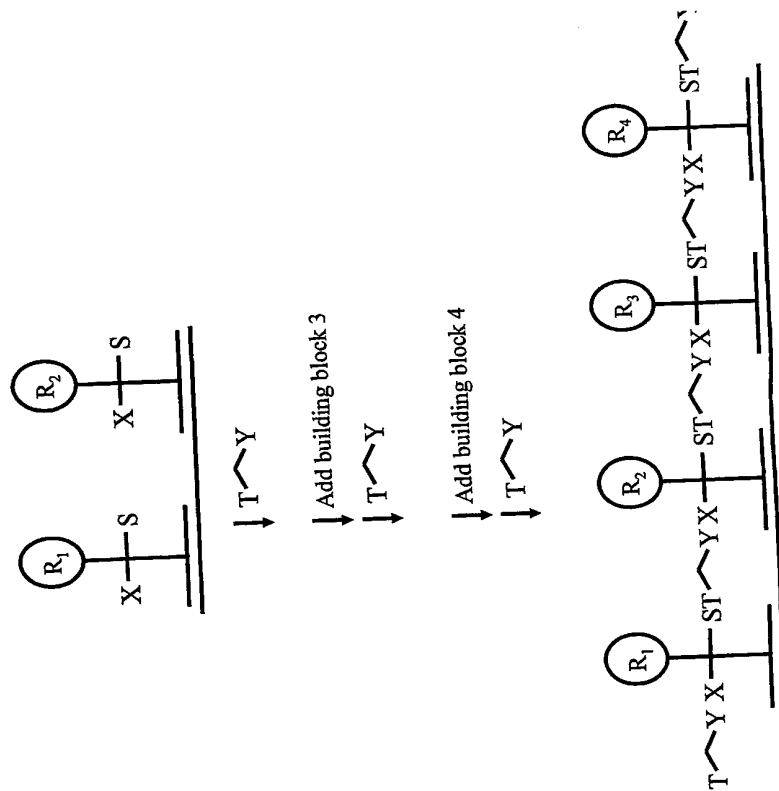 R₁ R₂
X S X S
T Y
Add building block 3
T Y
Add building block 4
T Y
R₁ R₂ R₃ R₄
T Y X ST Y X ST Y X ST Y X ST